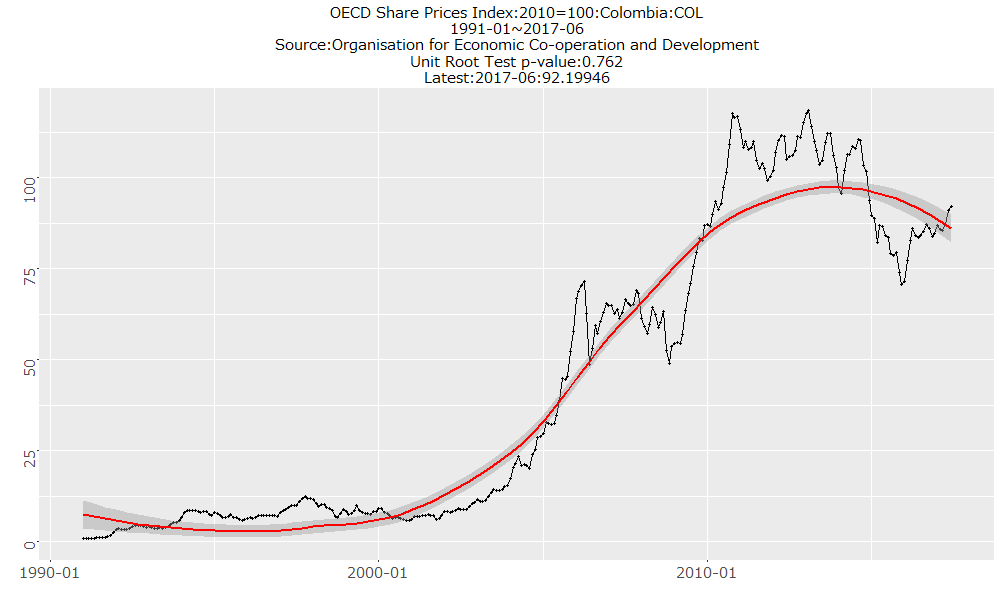 OECD Share Prices Index:2010=100:Colombia:COL
1991-01~2017-06
Source:Organisation for Economic Co-operation and Development
Unit Root Test p-value:0.762
Latest:2017-06:92.19946
100
75
50
25
0
1990-01
2000-01
2010-01